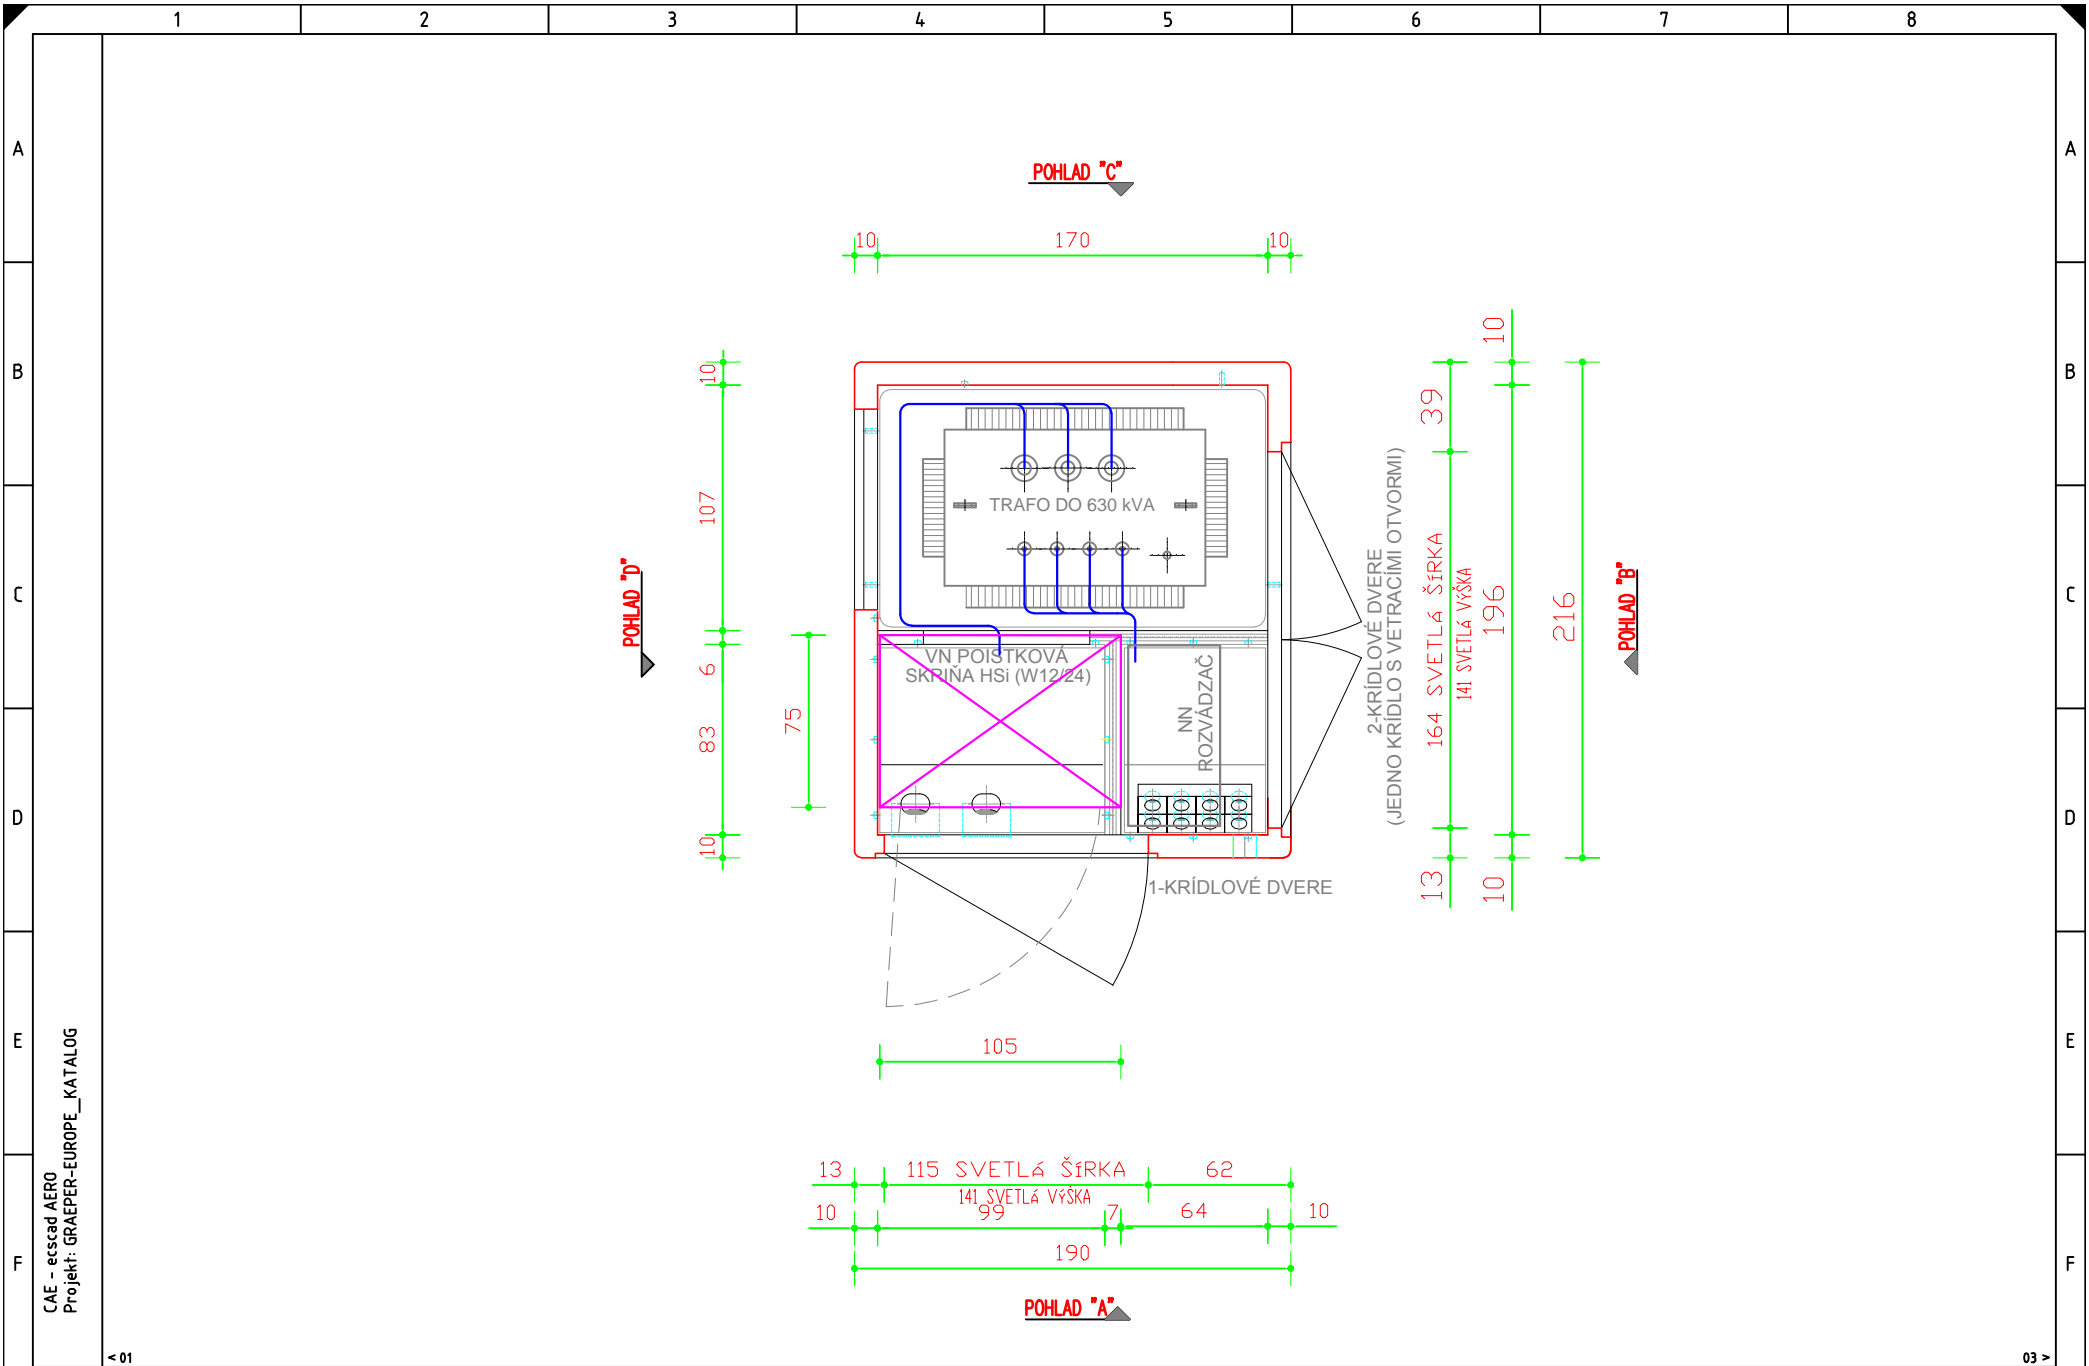 1 2 3 4 5 6 7 8
A A
POHLAD "C"
10 170 10
B B
10
10
39
107
TRAFO DO 630 kVA
C C
POHLAD "D"
2-KRÍDLOVÉ DVERE
(JEDNO KRÍDLO S VETRACÍMI OTVORMI)
164 SVETLÁ ŠÍRKA
141 SVETLÁ VÝŠKA
196
216
POHLAD "B"
VN POISTKOVÁ
SKRIŇA HSi (W12/24)
6
83
75
NN
ROZVÁDZAČ
D D
10
13
10
1-KRÍDLOVÉ DVERE
E E
105
13 115 SVETLá ŠíRKA 62
141 SVETLá VýŠKA
10 99 7 64 10
190
F F
POHLAD "A"
CAE - ecscad AERO
Projekt: GRAEPER-EUROPE_KATALOG
< 01
03 >